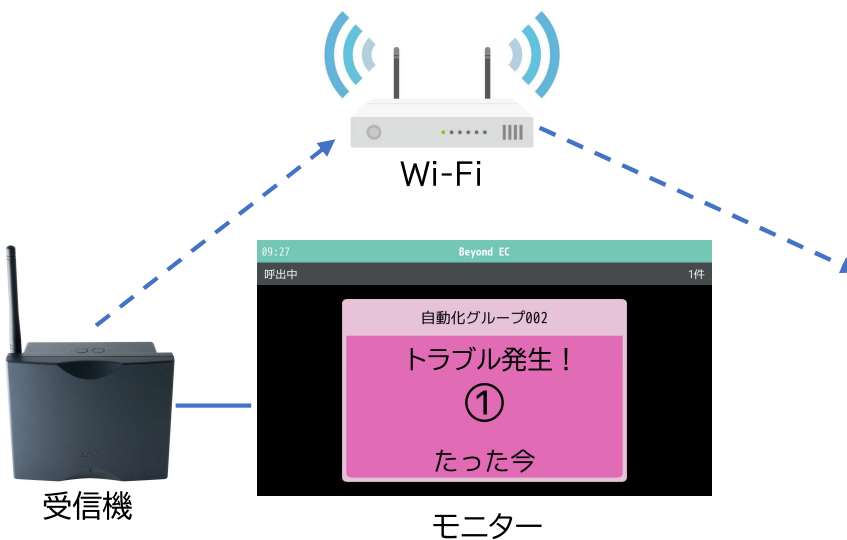 Wi-Fi
09:27 Beyond EC
呼出中 1件
自動化グループ002
トラブル発生！
①
たった今
受信機
モニター